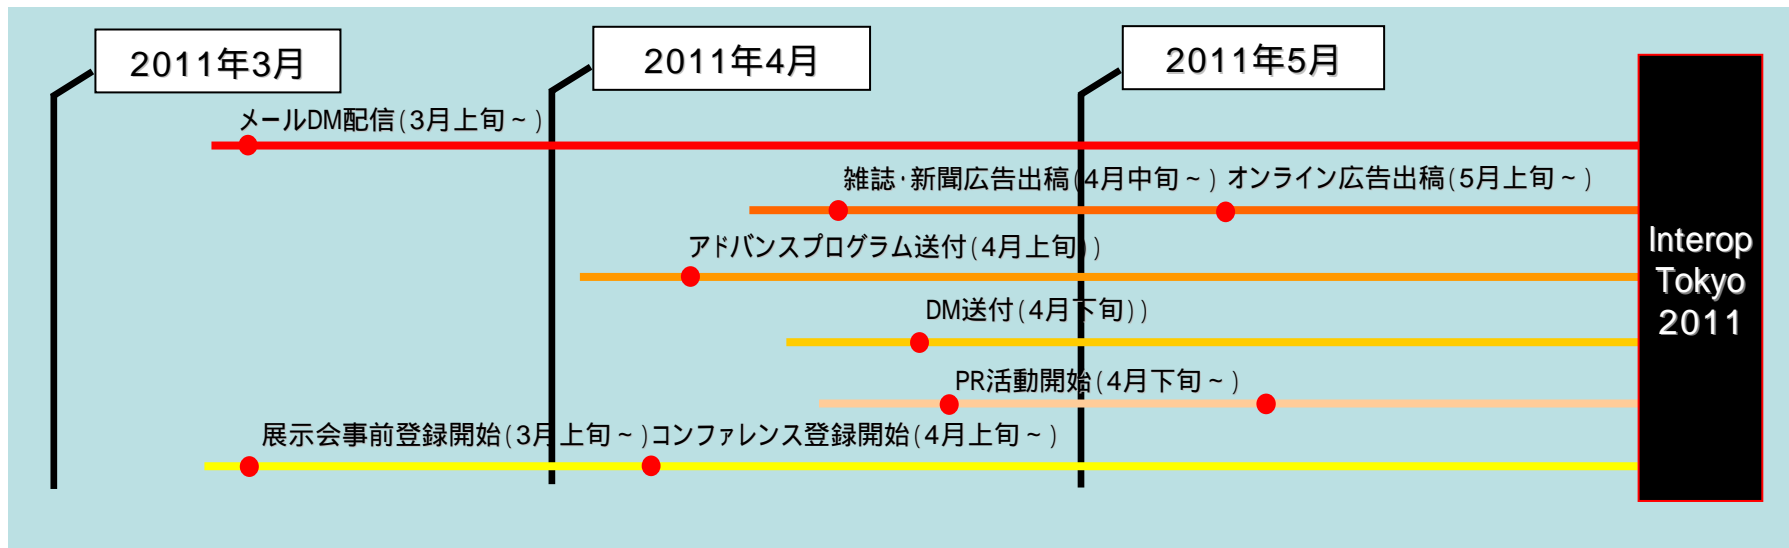 2011年3月
2011年4月
2011年5月
メールDM配信(3月上旬~)
雑誌・新聞広告出稿(4月中旬~) オンライン広告出稿(5月上旬~)
アドバンスプログラム送付(4月上旬))
DM送付(4月下旬))
PR活動開始(4月下旬~)
展示会事前登録開始(3月上旬~)コンファレンス登録開始(4月上旬~)
Interop
Tokyo
2011